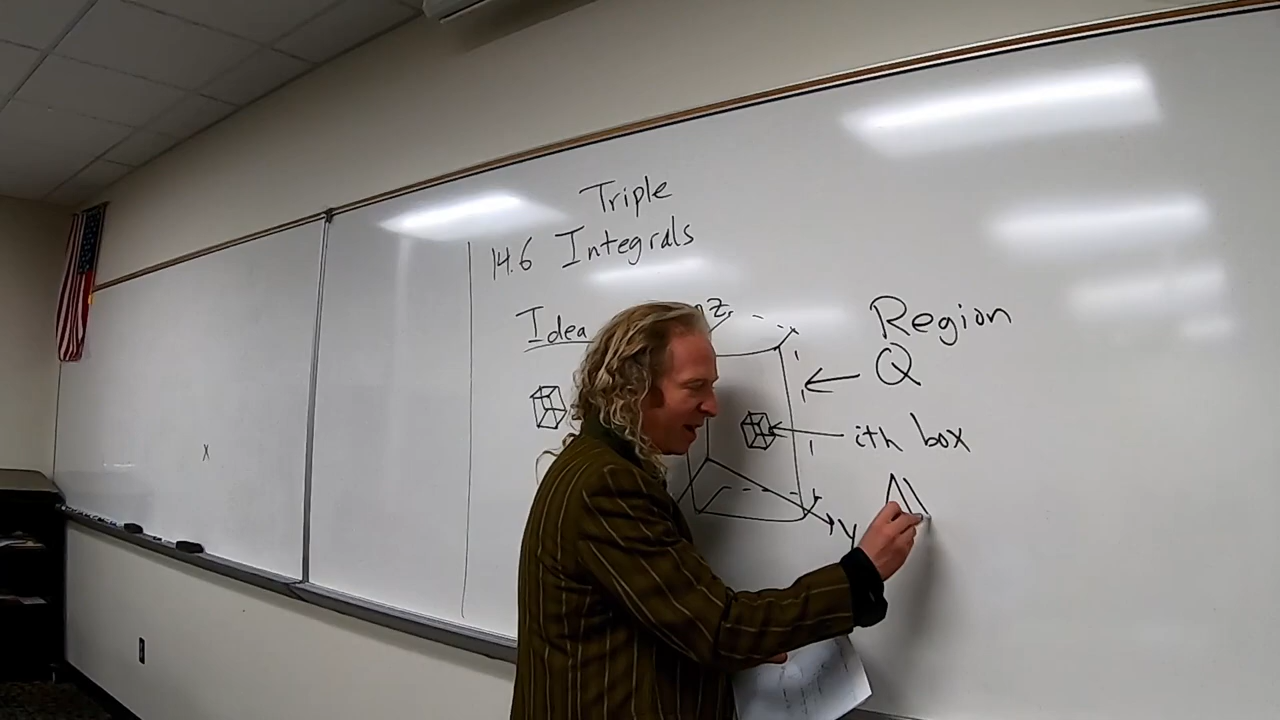 Triple
14.6 Integrals
Idea
z
Region
Q
ith box
y
x